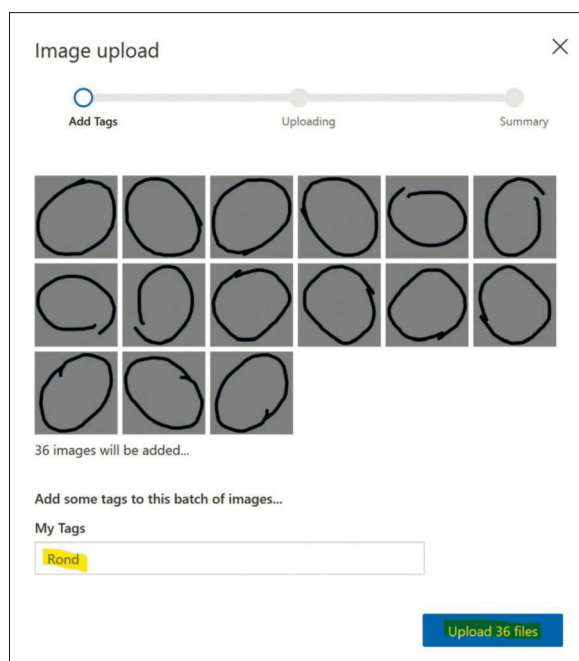 Image upload
Add Tags Uploading Summary
36 images will be added...
Add some tags to this batch of images...
My Tags
Rond
Upload 36 files